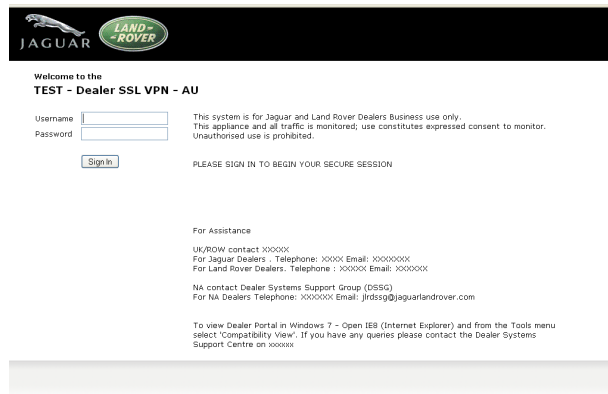 JAGUAR
LAND-
-ROVER
Welcome to the
TEST - Dealer SSL VPN - AU
Username
Password
Sign In
This system is for Jaguar and Land Rover Dealers Business use only.
This appliance and all traffic is monitored; use constitutes expressed consent to monitor.
Unauthorised use is prohibited.
PLEASE SIGN IN TO BEGIN YOUR SECURE SESSION
For Assistance
UK/ROW contact XXXXX
For Jaguar Dealers . Telephone: XXXX Email: XXXXXXX
For Land Rover Dealers. Telephone : XXXXX Email: XXXXXX
NA contact Dealer Systems Support Group (DSSG)
For NA Dealers Telephone: XXXXXX Email: jlrdssg@jaguarlandrover.com
To view Dealer Portal in Windows 7 - Open IE8 (Internet Explorer) and from the Tools menu
select 'Compatibility View'. If you have any queries please contact the Dealer Systems
Support Centre on xxxxxx